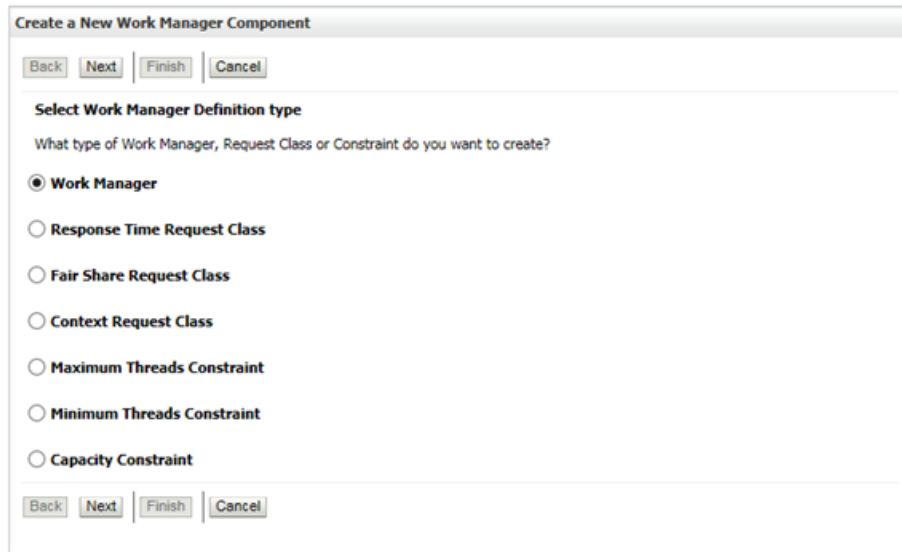 Create a New Work Manager Component
Back Next Finish Cancel
Select Work Manager Definition type
What type of Work Manager, Request Class or Constraint do you want to create?
Work Manager
Response Time Request Class
Fair Share Request Class
Context Request Class
Maximum Threads Constraint
Minimum Threads Constraint
Capacity Constraint
Back Next Finish Cancel